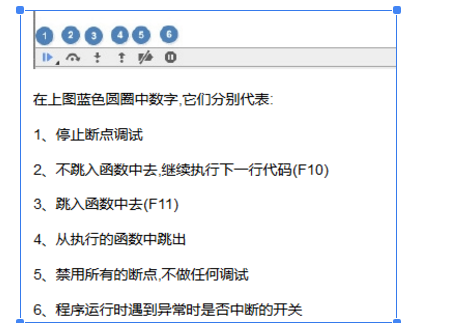 1 2 3 4 5 6
在上图蓝色圆圈中数字,它们分别代表:
1、停止断点调试
2、不跳入函数中去,继续执行下一行代码(F10)
3、跳入函数中去(F11)
4、从执行的函数中跳出
5、禁用所有的断点,不做任何调试
6、程序运行时遇到异常时是否中断的开关